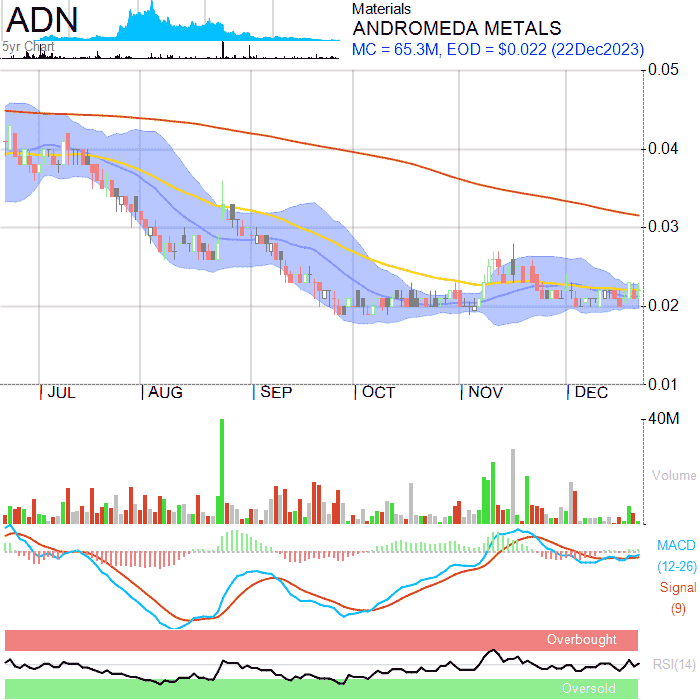 ADN
5yr Chart
Materials
ANDROMEDA METALS
MC = 65.3M, EOD = $0.022 (22Dec2023)
0.05
0.04
0.03
0.02
0.01
JUL AUG SEP OCT NOV DEC
40M
Volume
MACD
(12-26)
Signal
(9)
Overbought
RSI(14)
Oversold